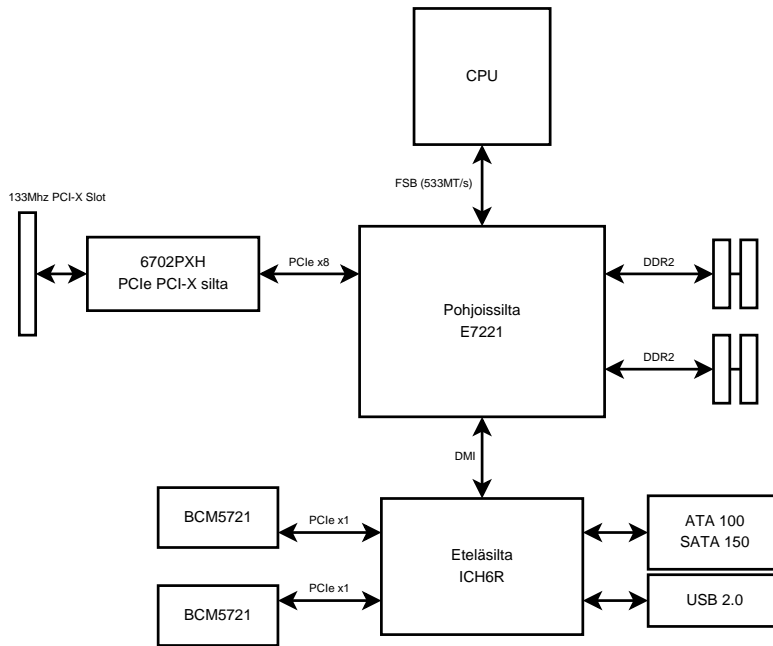 CPU
FSB (533MT/s)
133Mhz PCI-X Slot
6702PXH
PCIe PCI-X silta
PCIe x8
Pohjoissilta
E7221
DDR2
DDR2
DMI
BCM5721
PCIe x1
Eteläsilta
ICH6R
ATA 100
SATA 150
BCM5721
PCIe x1
USB 2.0